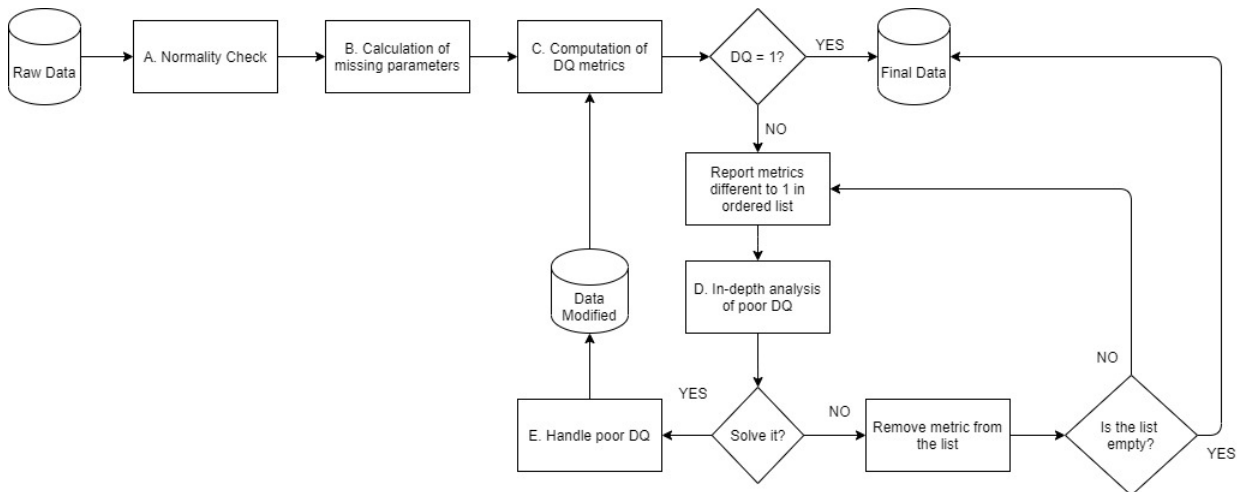 Raw Data
A. Normality Check
B. Calculation of
missing parameters
C. Computation of
DQ metrics
DQ = 1?
YES
Final Data
NO
Report metrics
different to 1 in
ordered list
D. In-depth analysis
of poor DQ
Data
Modified
E. Handle poor DQ
YES
Solve it?
NO
Remove metric from
the list
Is the list
empty?
NO
YES